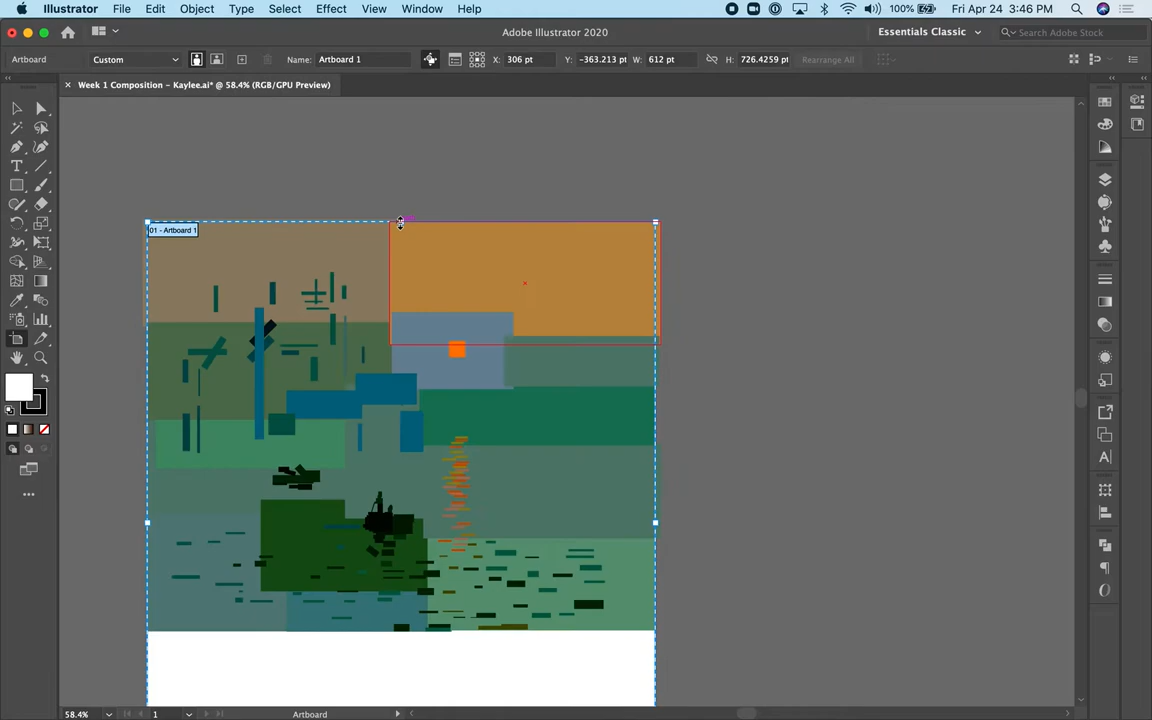 Illustrator File Edit Object Type Select Effect View Window Help 100% Fri Apr 24 3:46 PM
Adobe Illustrator 2020 Essentials Classic Search Adobe Stock
Artboard Custom Name: Artboard 1 X: 306 pt Y: -363.213 pt W: 612 pt H: 726.4259 pt Rearrange All
× Week 1 Composition – Kaylee.ai* @ 58.4% (RGB/GPU Preview)
01 - Artboard 1
58.4% 1 Artboard